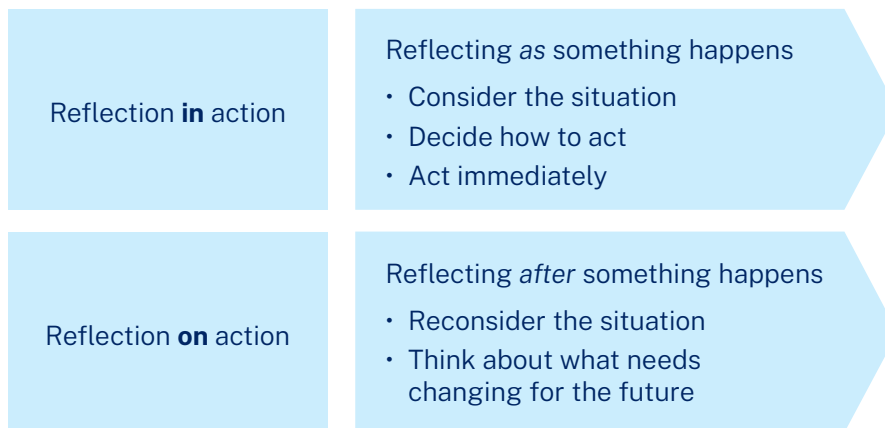 Reflection in action
Reflecting as something happens
• Consider the situation
• Decide how to act
• Act immediately
Reflection on action
Reflecting after something happens
• Reconsider the situation
• Think about what needs
changing for the future